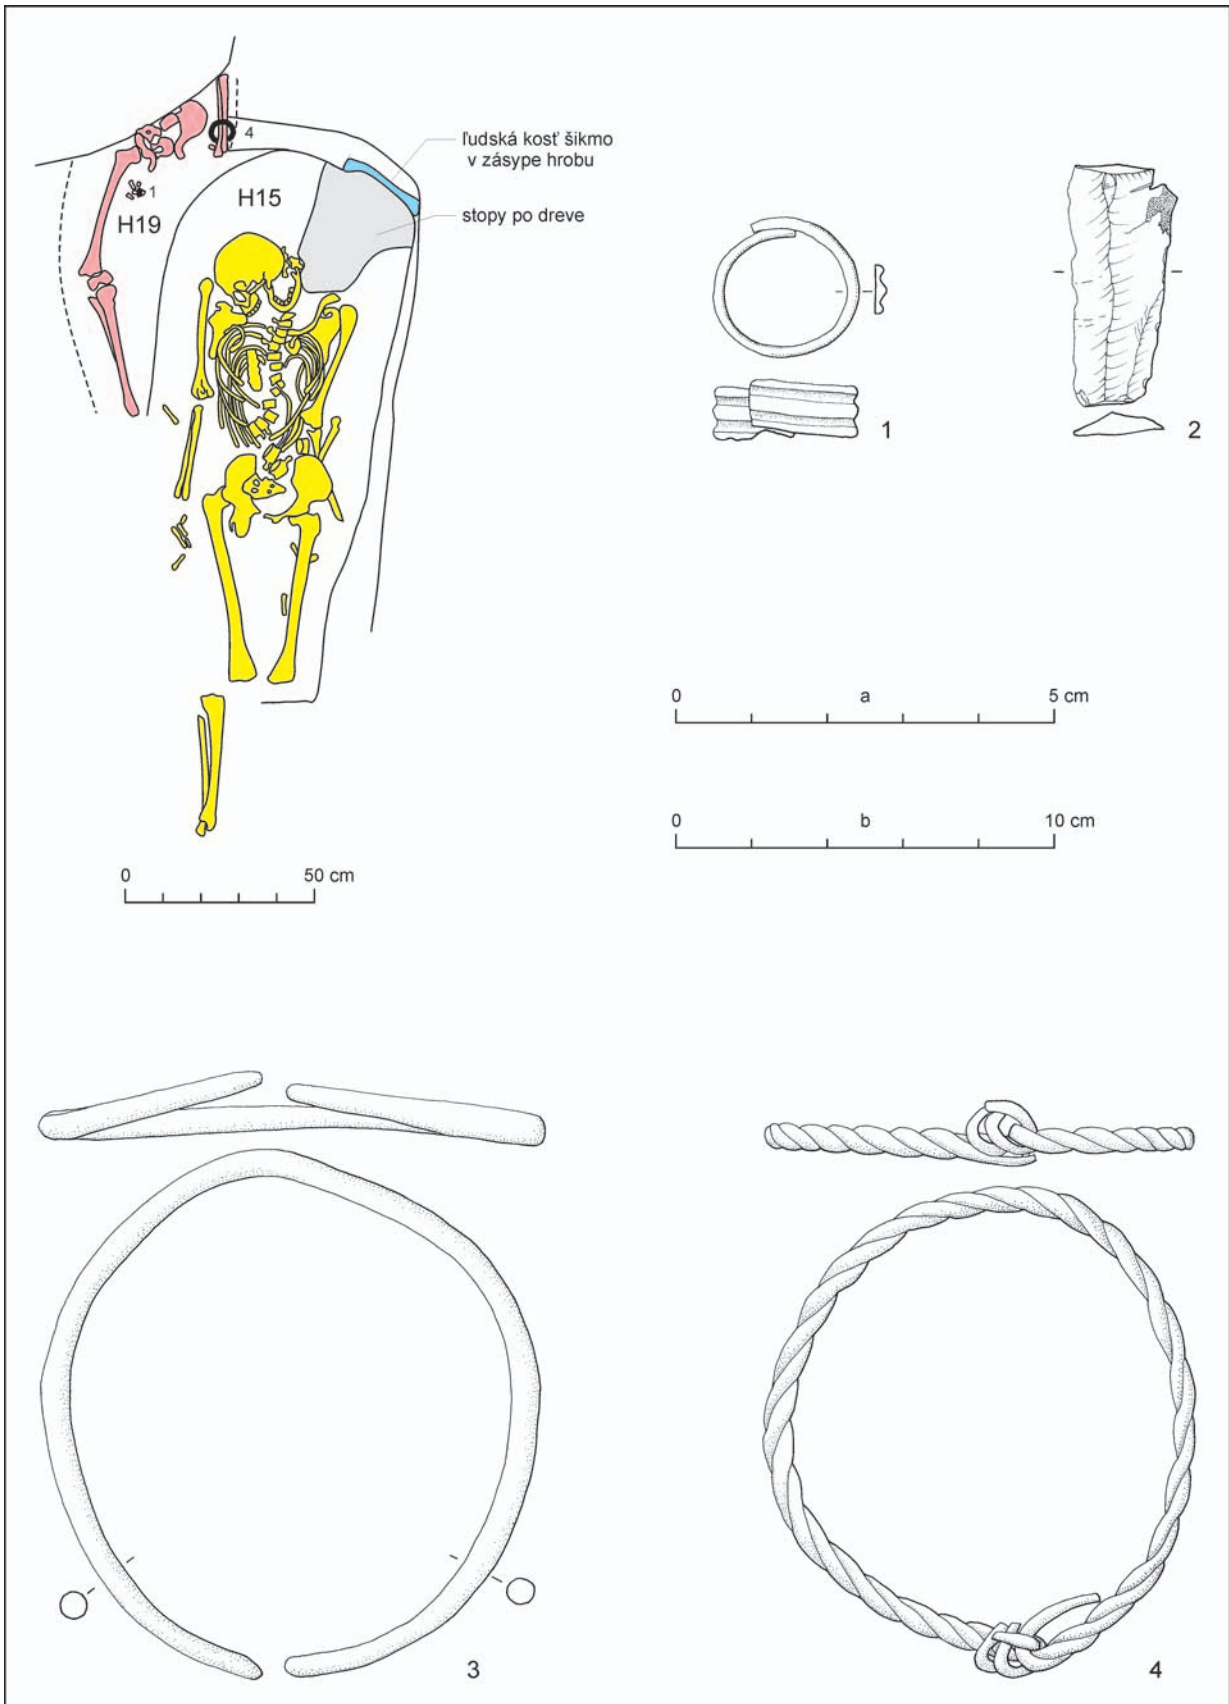 4
ľudská kosť šikmo
v zásype hrobu
1
H15
H19
stopy po dreve
1
2
0 a 5 cm
0 b 10 cm
0 50 cm
3
4